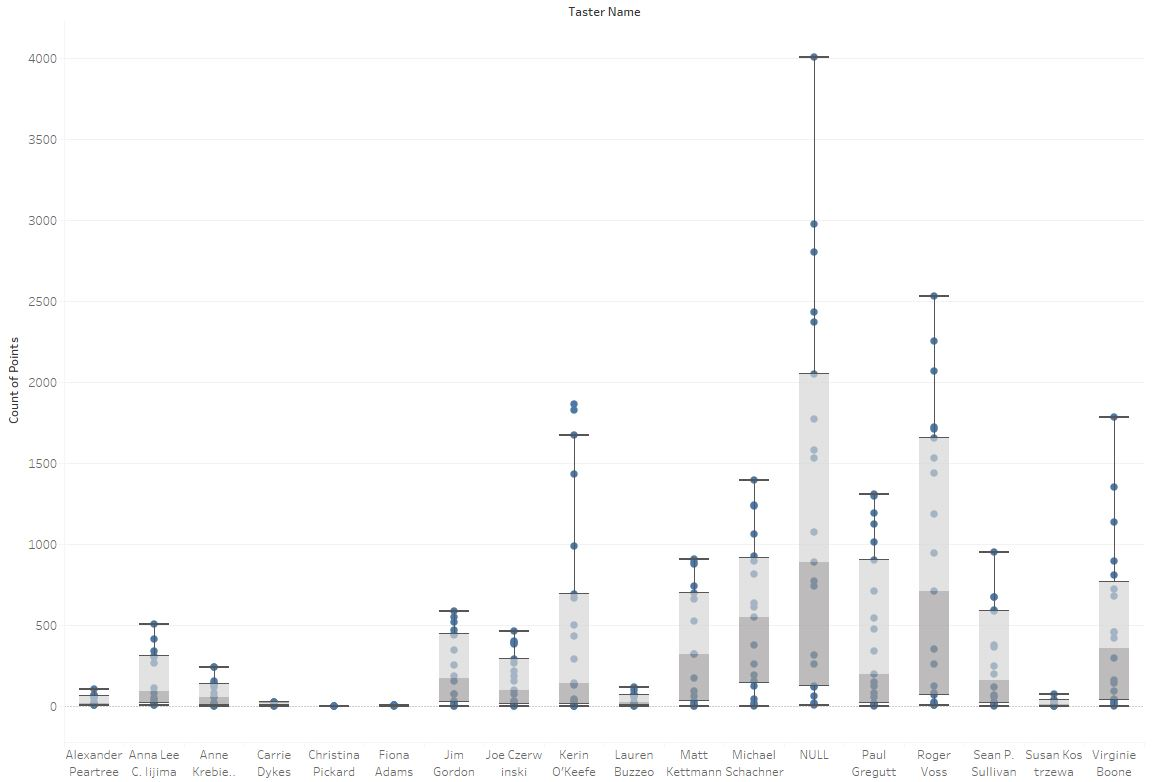 Taster Name
4000
3500
3000
2500
2000
1500
1000
500
0
Count of Points
Alexander
Peartree
Anna Lee
C. Iijima
Anne
Krebie..
Carrie
Dykes
Christina
Pickard
Fiona
Adams
Jim
Gordon
Joe Czerw
inski
Kerin
O'Keefe
Lauren
Buzzeo
Matt
Kettmann
Michael
Schachner
NULL
Paul
Gregutt
Roger
Voss
Sean P.
Sullivan
Susan Kos
trzewa
Virginie
Boone